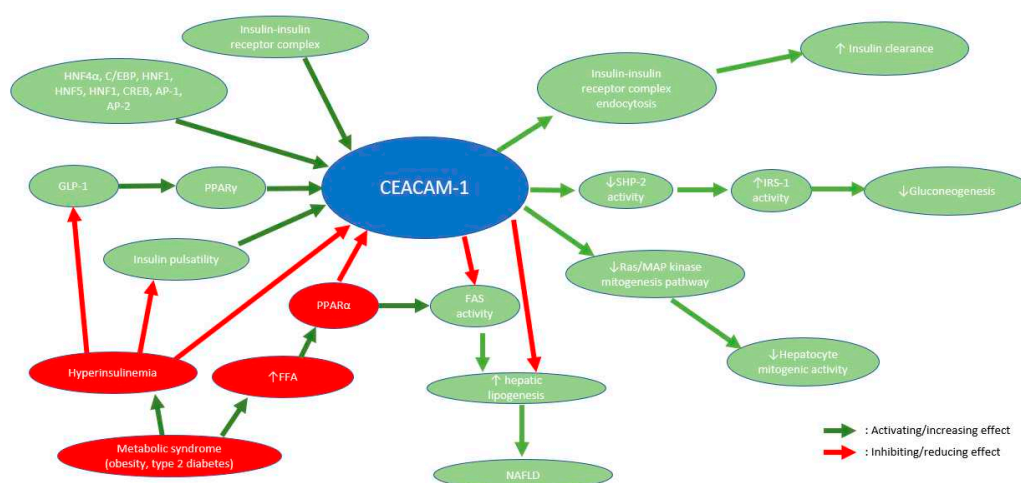 Insulin-insulin
receptor complex
↑ Insulin clearance
HNF4α, C/EBP, HNF1,
HNF5, HNF1, CREB, AP-1,
AP-2
Insulin-insulin
receptor complex
endocytosis
CEACAM-1
GLP-1
PPARγ
↓SHP-2
activity
↑IRS-1
activity
↓Gluconeogenesis
Insulin pulsatility
↓Ras/MAP kinase
mitogenesis pathway
PPARα
FAS
activity
Hyperinsulinemia
↑FFA
↑ hepatic
lipogenesis
↓Hepatocyte
mitogenic activity
Metabolic syndrome
(obesity, type 2 diabetes)
NAFLD
: Activating/increasing effect
: Inhibiting/reducing effect